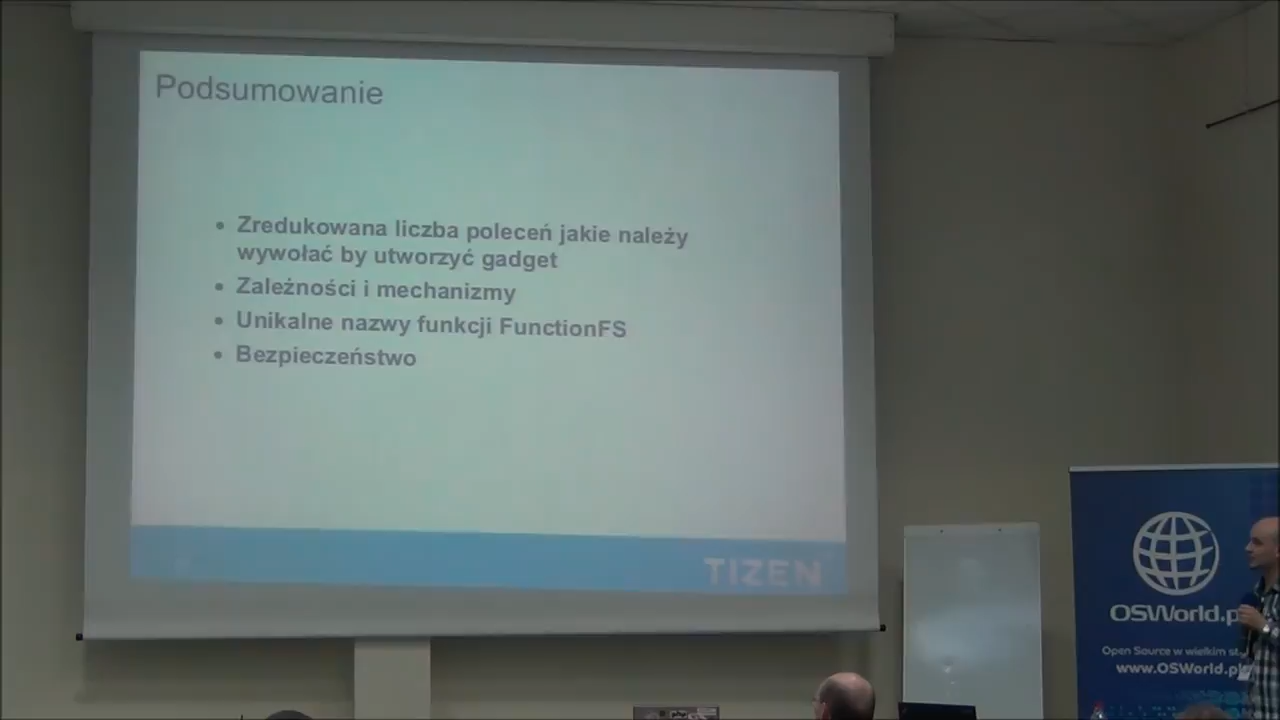 Podsumowanie
• Zredukowana liczba poleceń jakie należy
wywołać by utworzyć gadget
• Zależności i mechanizmy
• Unikalne nazwy funkcji FunctionFS
• Bezpieczeństwo
TIZEN
OSWorld.p
Open Source w wielkim
www.OSWorld.pl